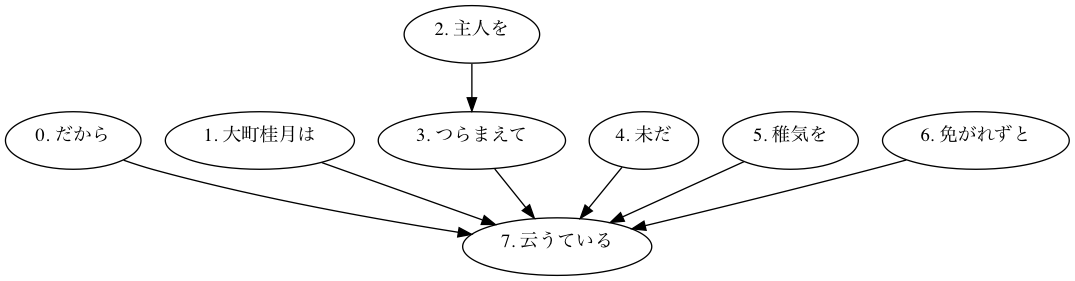 2. 主人を
0. だから
1. 大町桂月は
3. つらまえて
4. 未だ
5. 稚気を
6. 免がれずと
7. 云うている